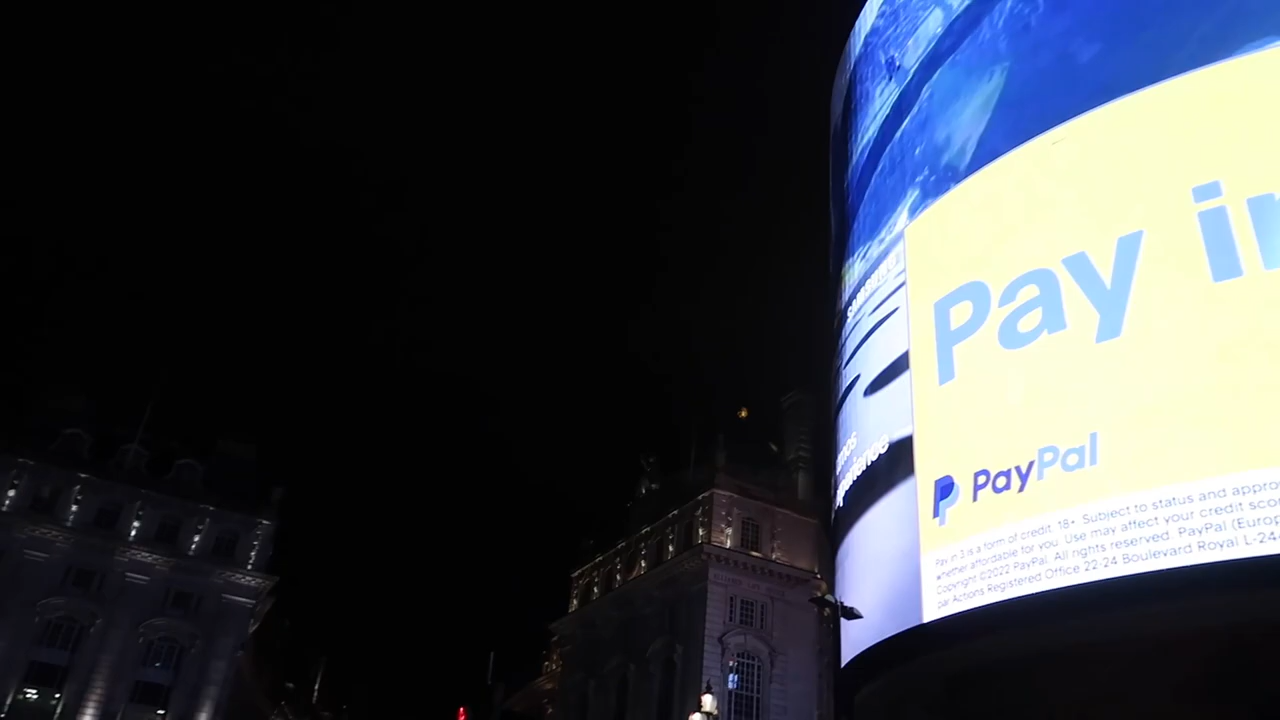 SAMSUNG
Pay in
PayPal
Pay in 3 is a form of credit. 18+. Subject to status and appro
whether affordable for you. Use may affect your credit sco
Copyright ©2022 PayPal. All rights reserved. PayPal (Europ
par Actions Registered Office 22-24 Boulevard Royal L-24